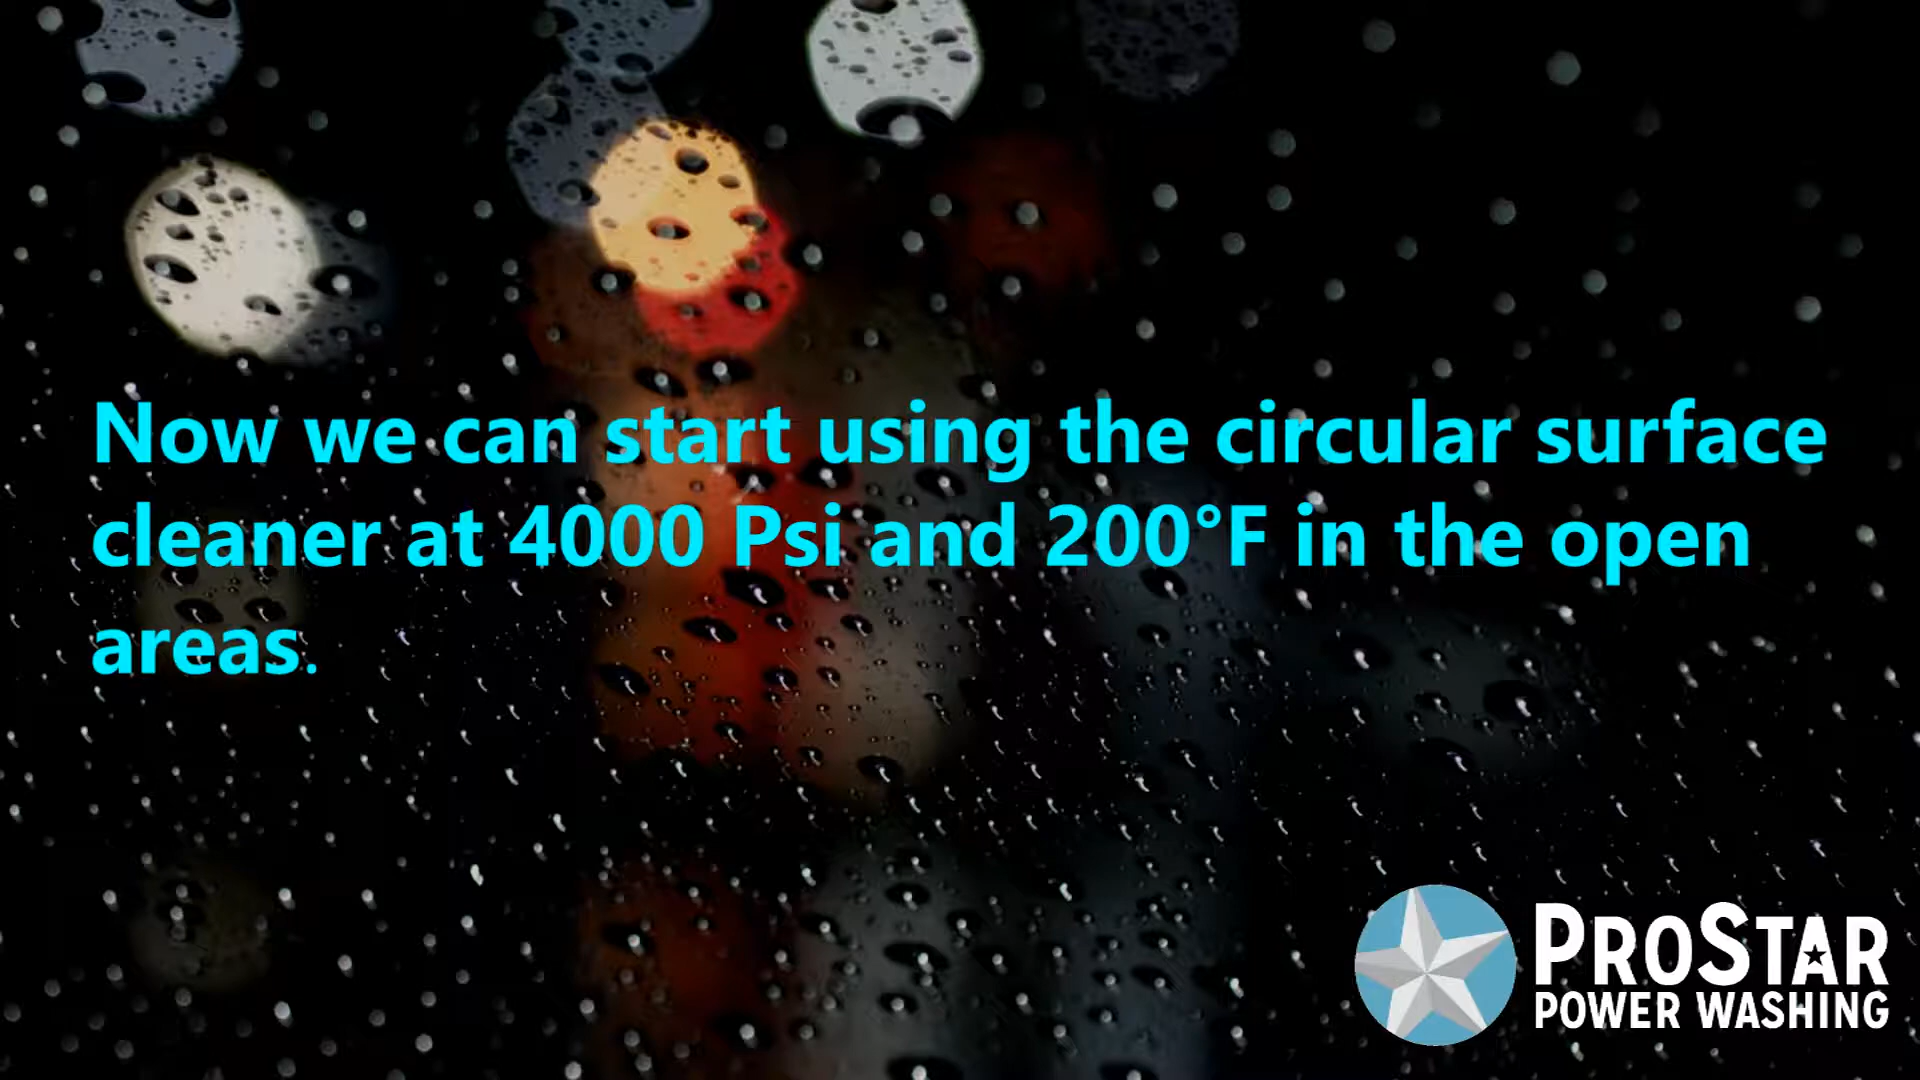 Now we can start using the circular surface
cleaner at 4000 Psi and 200°F in the open
areas.
PROSTAR
POWER WASHING